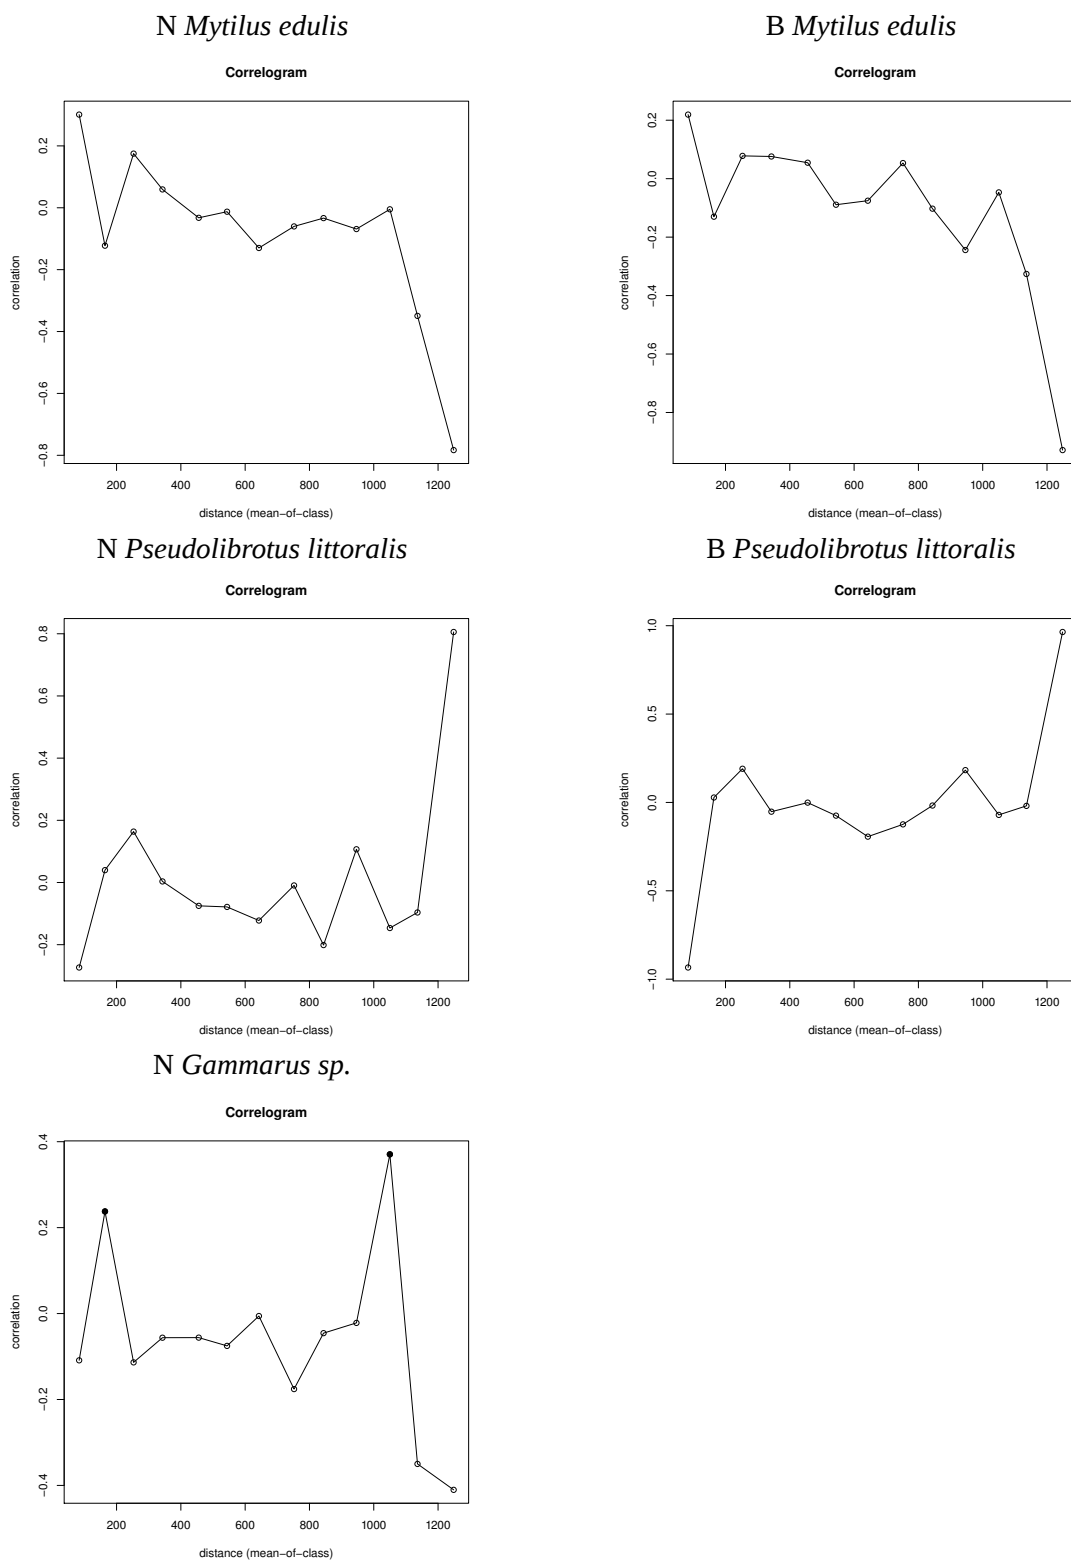 N Mytilus edulis
Correlogram
correlation
0.2
0.0
−0.2
−0.4
−0.6
−0.8
200 400 600 800 1000 1200
distance (mean−of−class)
B Mytilus edulis
Correlogram
correlation
0.2
0.0
−0.2
−0.4
−0.6
−0.8
200 400 600 800 1000 1200
distance (mean−of−class)
N Pseudolibrotus littoralis
Correlogram
correlation
0.8
0.6
0.4
0.2
0.0
−0.2
200 400 600 800 1000 1200
distance (mean−of−class)
B Pseudolibrotus littoralis
Correlogram
correlation
1.0
0.5
0.0
−0.5
−1.0
200 400 600 800 1000 1200
distance (mean−of−class)
N Gammarus sp.
Correlogram
correlation
0.4
0.2
0.0
−0.2
−0.4
200 400 600 800 1000 1200
distance (mean−of−class)